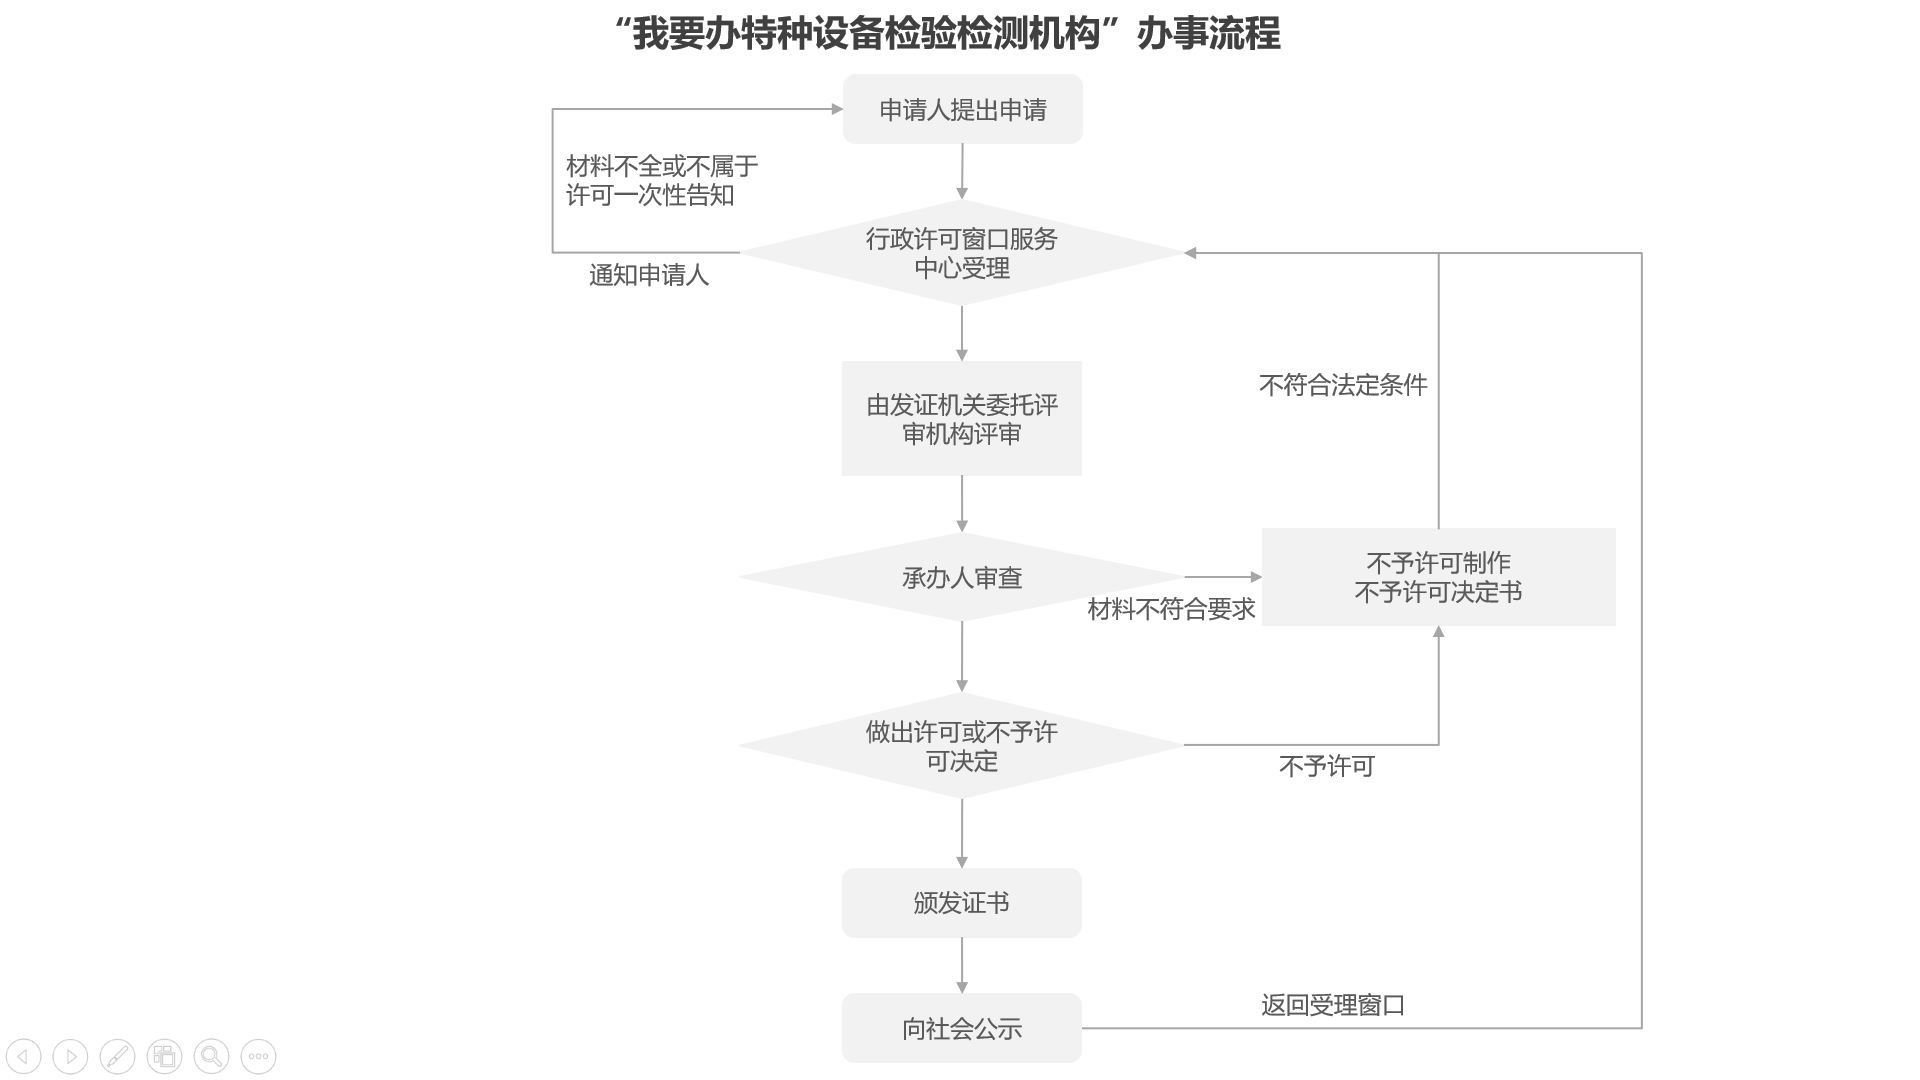 “我要办特种设备检验检测机构”办事流程
申请人提出申请
材料不全或不属于
许可一次性告知
行政许可窗口服务
中心受理
通知申请人
不符合法定条件
由发证机关委托评
审机构评审
不予许可制作
不予许可决定书
承办人审查
材料不符合要求
做出许可或不予许
可决定
不予许可
颁发证书
返回受理窗口
向社会公示